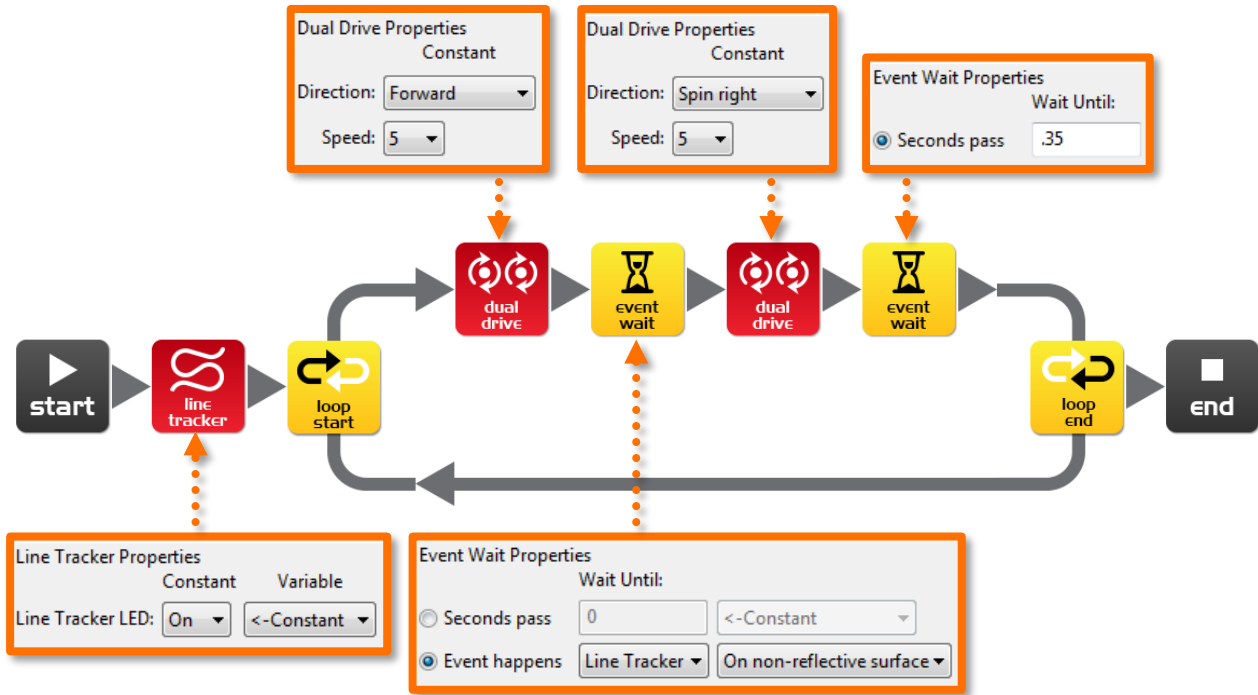 Dual Drive Properties
Constant
Direction: Forward
Speed: 5
Dual Drive Properties
Constant
Direction: Spin right
Speed: 5
Event Wait Properties
Wait Until:
Seconds pass .35
dual
drive
event
wait
dual
drive
event
wait
start
line
tracker
loop
start
loop
end
end
Line Tracker Properties
Constant Variable
Line Tracker LED: On <-Constant
Event Wait Properties
Wait Until:
Seconds pass 0 <-Constant
Event happens Line Tracker On non-reflective surface